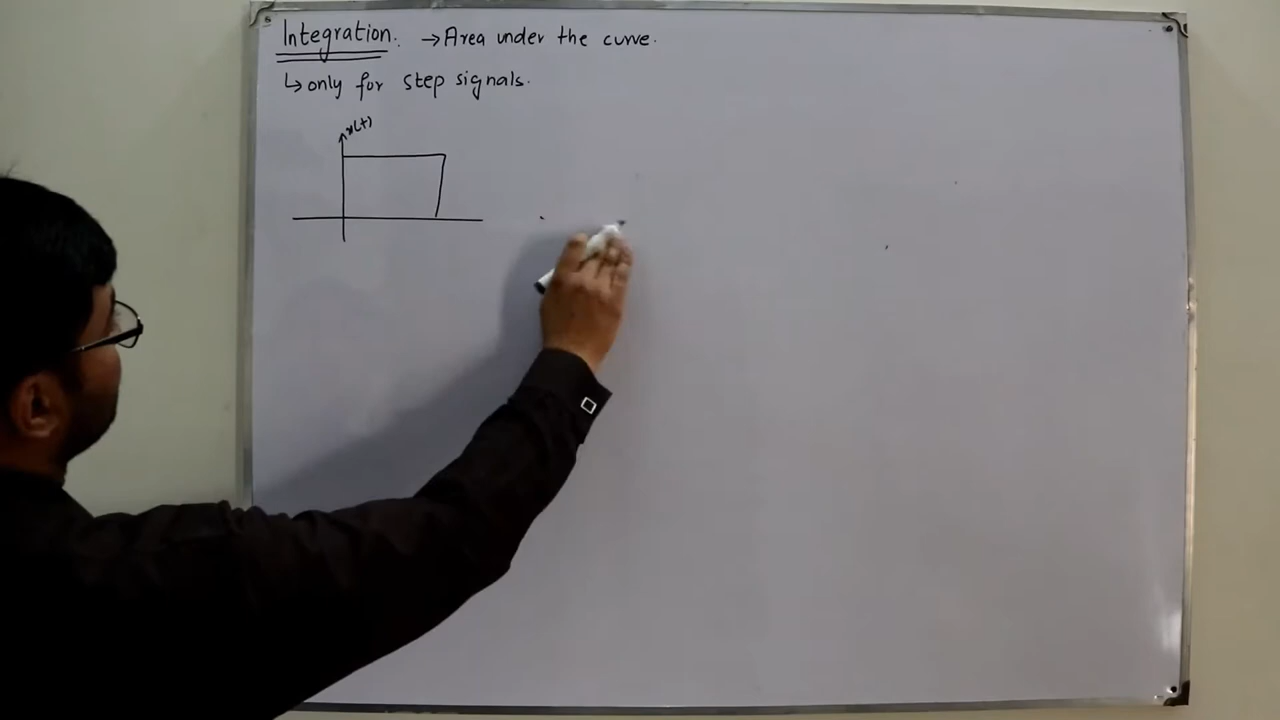 Integration. → Area under the curve.
↳ only for step signals.
x(t)